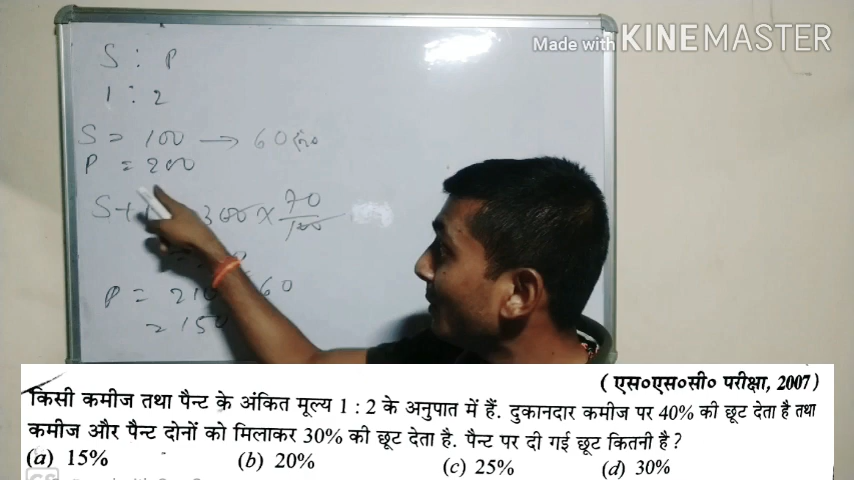 Made with KINEMASTER
S : P
1 : 2
S = 100 → 60
P = 200
S + 300 × 70/100
P = 210 60
= 150
( एस०एस०सी० परीक्षा, 2007)
किसी कमीज तथा पैन्ट के अंकित मूल्य 1 : 2 के अनुपात में हैं. दुकानदार कमीज पर 40% की छूट देता है तथा
कमीज और पैन्ट दोनों को मिलाकर 30% की छूट देता है. पैन्ट पर दी गई छूट कितनी है ?
(a) 15% (b) 20% (c) 25% (d) 30%